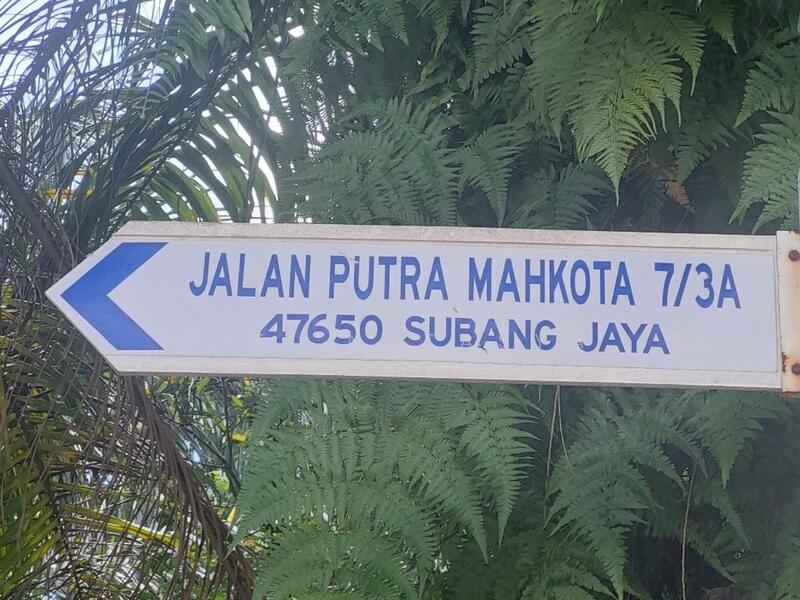 JALAN PUTRA MAHKOTA 7/3A
47650 SUBANG JAYA